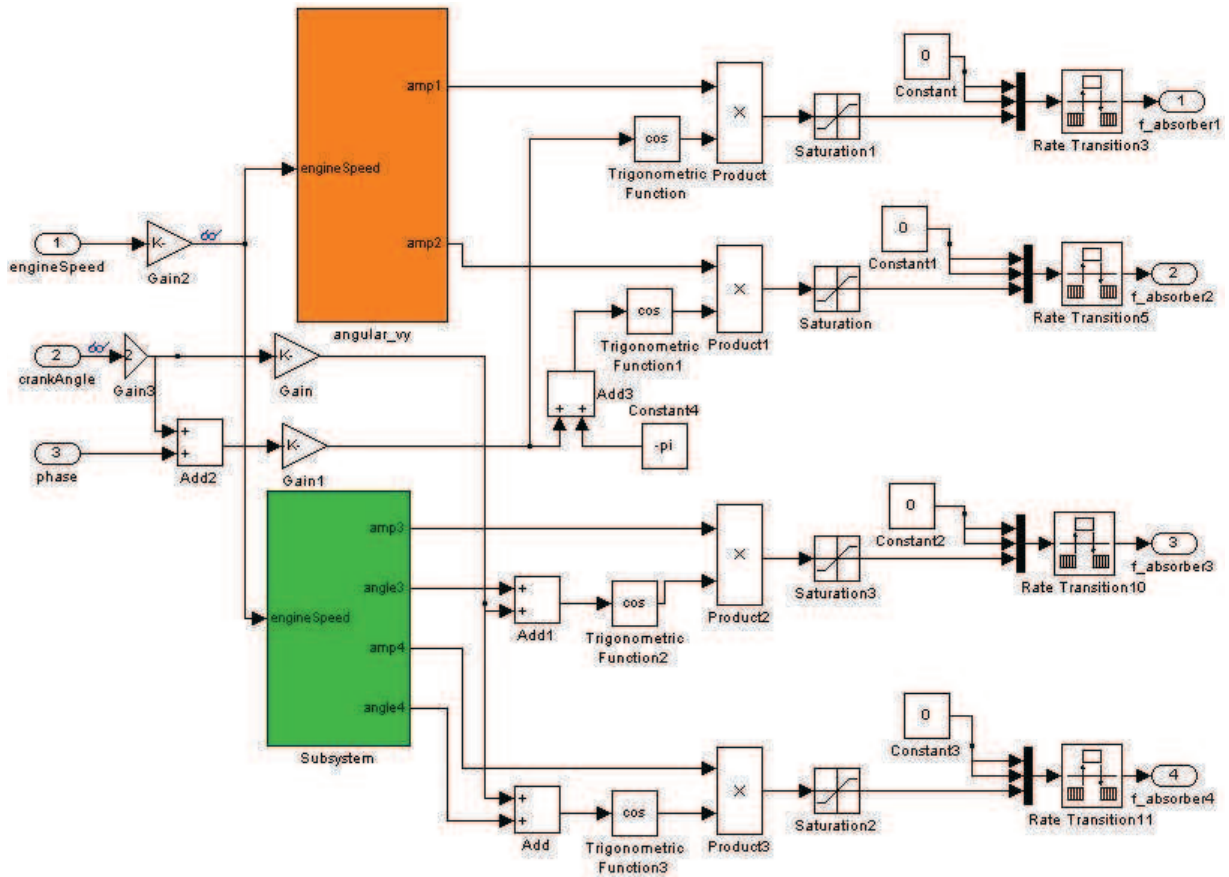 amp1
amp2
engineSpeed
angular_vy
1
engineSpeed
K-
Gain2
2
crankAngle
2
Gain3
K-
Gain
3
phase
+
+
Add2
K-
Gain1
amp3
angle3
engineSpeed
amp4
angle4
Subsystem
cos
Trigonometric
Function
×
Product
Saturation1
0
Constant
Rate Transition3
1
f_absorber1
cos
Trigonometric
Function1
×
Product1
Saturation
0
Constant1
Rate Transition5
2
f_absorber2
+ +
Add3
Constant4
-pi
+
+
Add1
cos
Trigonometric
Function2
×
Product2
Saturation3
0
Constant2
Rate Transition10
3
f_absorber3
+
+
Add
cos
Trigonometric
Function3
×
Product3
Saturation2
0
Constant3
Rate Transition11
4
f_absorber4